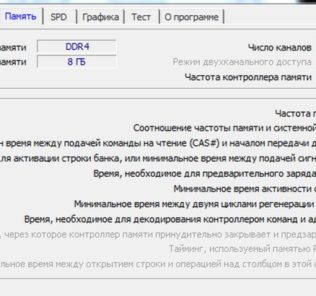 Память SPD Графика Тест О программе
амяти DDR4 Число каналов
памяти 8 ГБ Режим двухканального доступа
Частота контроллера памяти
Частота п
Соотношение частоты памяти и системной
н время между подачей команды на чтение (CAS#) и началом передачи д
для активации строки банка, или минимальное время между подачей сигн
Время, необходимое для предварительного заряда
Минимальное время активности с
Минимальное время между двумя циклами регенерации
Время, необходимое для декодирования контроллером команд и ад
, через которое контроллер памяти принудительно закрывает и предзар
Тайминг, используемый памятью R
льное время между открытием строки и операцией над столбцом в этой с